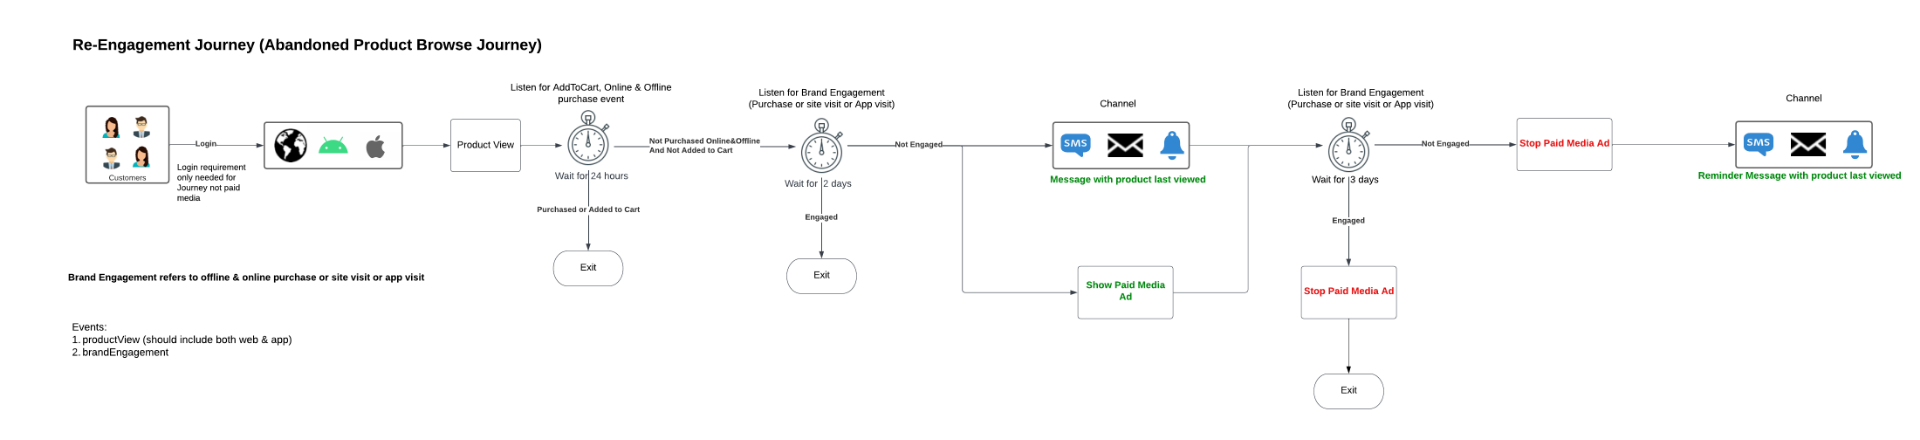 Re-Engagement Journey (Abandoned Product Browse Journey)
Customers
Login
Login requirement
only needed for
Journey not paid
media
Product View
Listen for AddToCart, Online & Offline
purchase event
Wait for 24 hours
Purchased or Added to Cart
Exit
Not Purchased Online&Offline
And Not Added to Cart
Listen for Brand Engagement
(Purchase or site visit or App visit)
Wait for 2 days
Engaged
Exit
Not Engaged
Channel
SMS
Message with product last viewed
Show Paid Media
Ad
Listen for Brand Engagement
(Purchase or site visit or App visit)
Wait for 3 days
Engaged
Stop Paid Media Ad
Exit
Not Engaged
Stop Paid Media Ad
Channel
SMS
Reminder Message with product last viewed
Brand Engagement refers to offline & online purchase or site visit or app visit
Events:
1. productView (should include both web & app)
2. brandEngagement